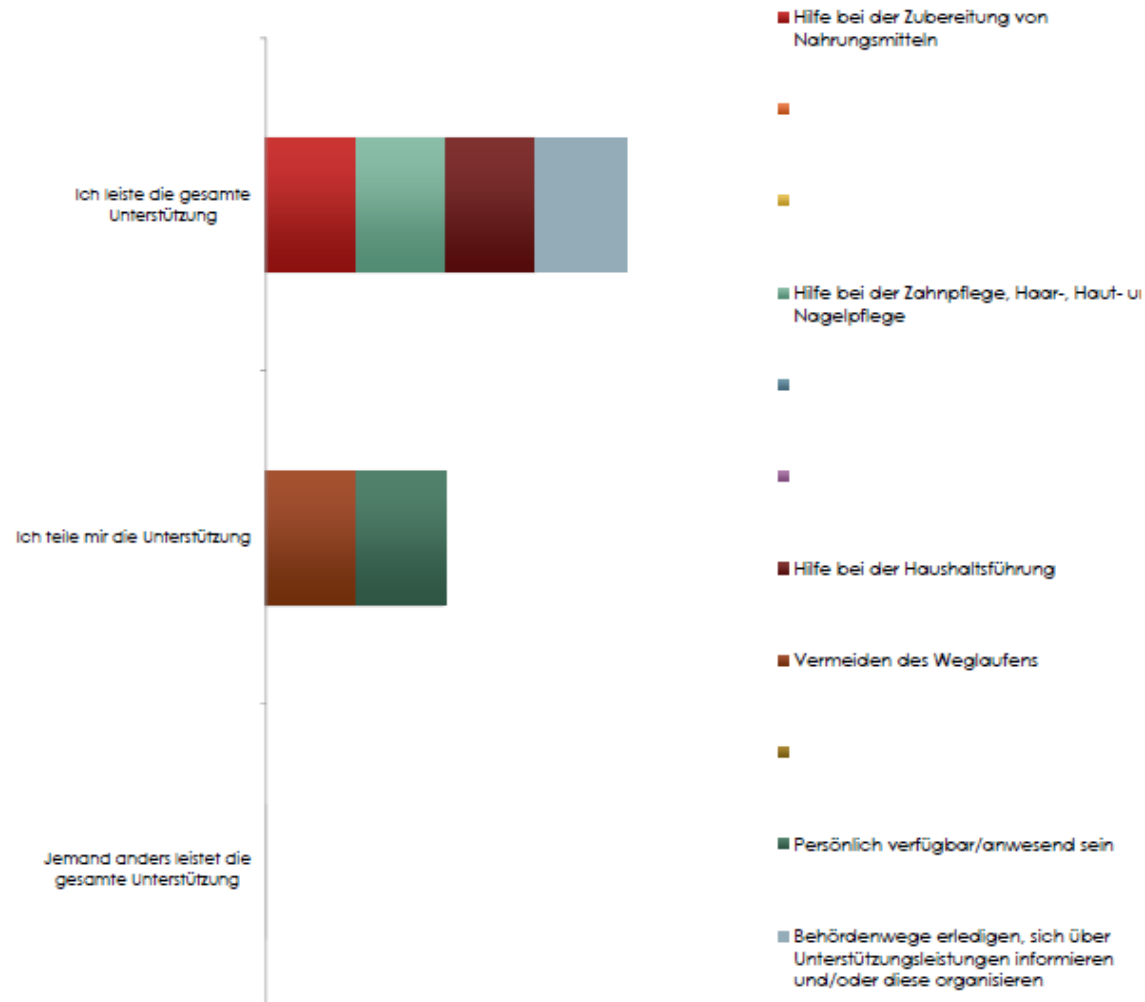 Ich leiste die gesamte
Unterstützung
Ich teile mir die Unterstützung
Jemand anders leistet die
gesamte Unterstützung
Hilfe bei der Zubereitung von
Nahrungsmitteln
Hilfe bei der Zahnpflege, Haar-, Haut-
Nagelpflege
Hilfe bei der Haushaltsführung
Vermeiden des Weglaufens
Persönlich verfügbar/anwesend sein
Behördenwege erledigen, sich über
Unterstützungsleistungen informieren
und/oder diese organisieren